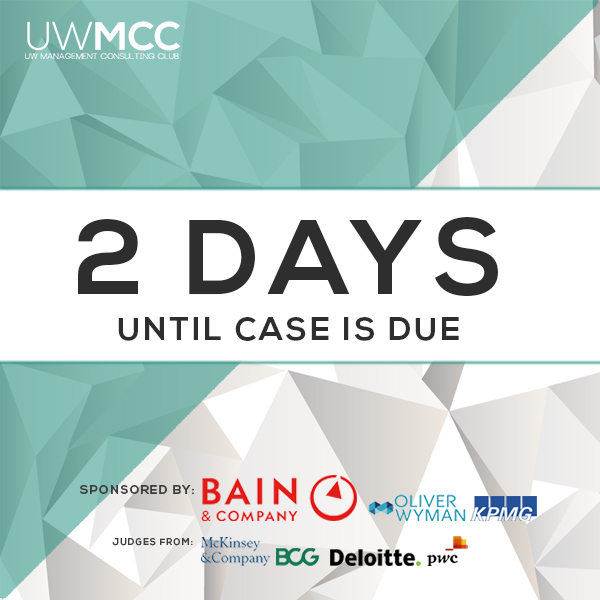 UWMCC
UW MANAGEMENT CONSULTING CLUB
2 DAYS
UNTIL CASE IS DUE
SPONSORED BY:
BAIN
& COMPANY
OLIVER
WYMAN
KPMG
JUDGES FROM:
McKinsey
&Company
BCG
Deloitte.
pwc